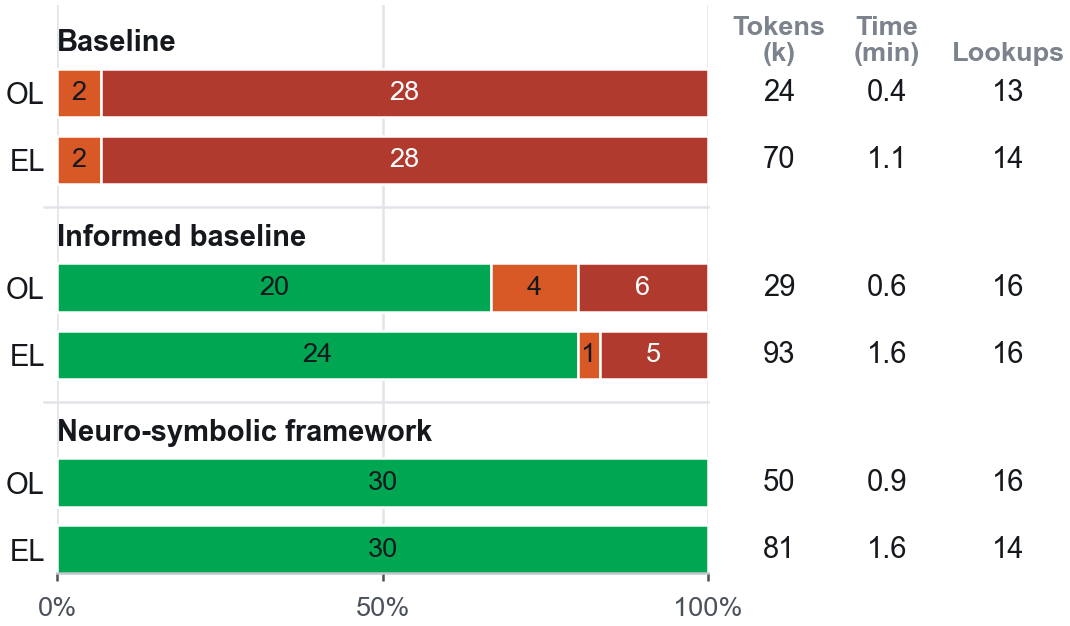 Tokens Time
(k) (min) Lookups
Baseline
OL 2 28 24 0.4 13
EL 2 28 70 1.1 14
Informed baseline
OL 20 4 6 29 0.6 16
EL 24 1 5 93 1.6 16
Neuro-symbolic framework
OL 30 50 0.9 16
EL 30 81 1.6 14
0% 50% 100%